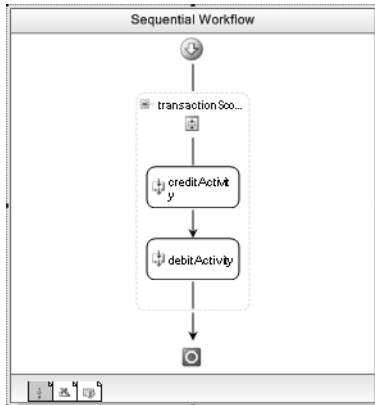 Sequential Workflow
transactionSco...
creditActivit
y
debitActivity